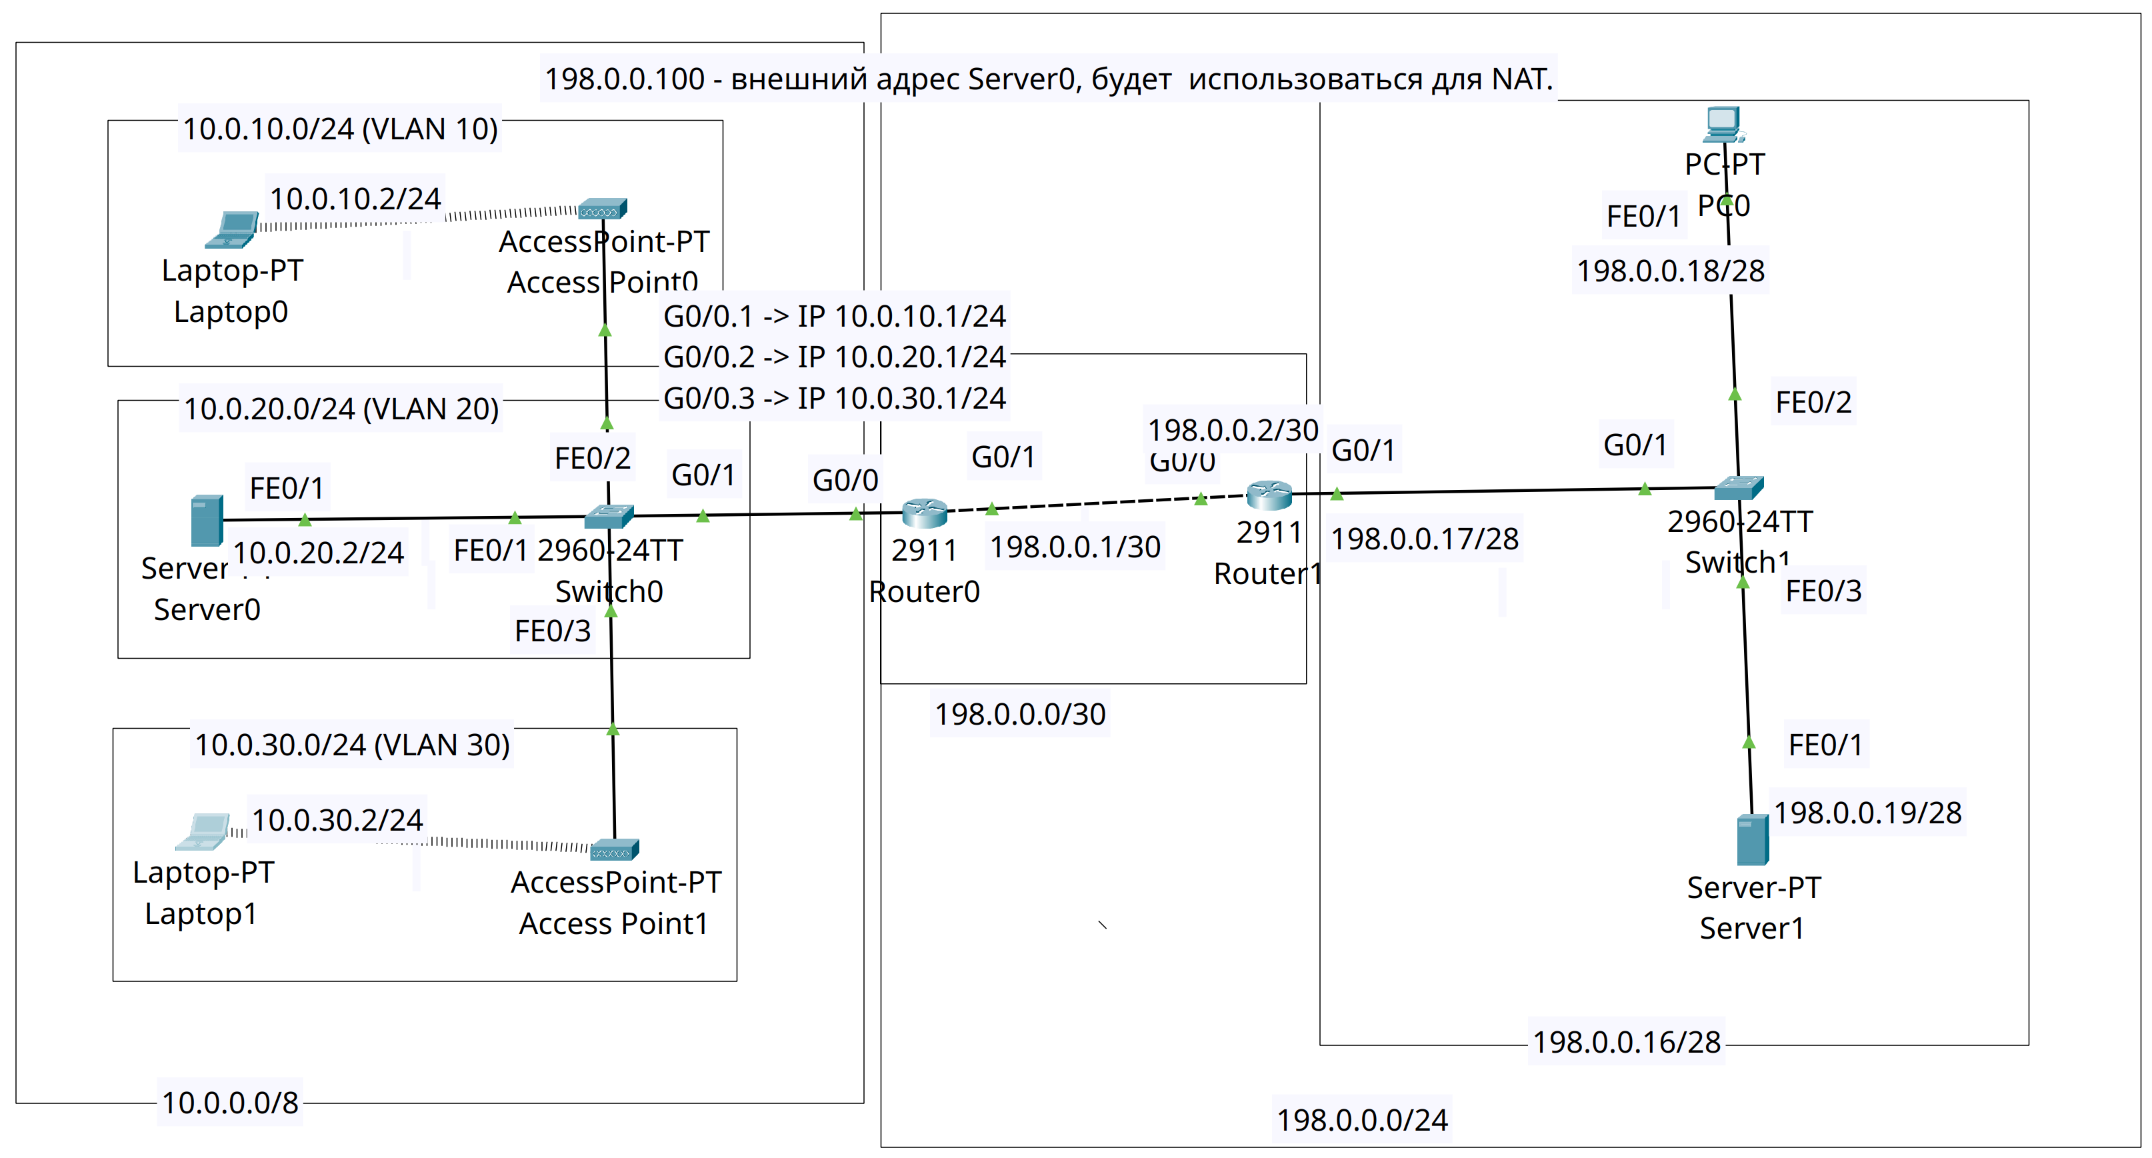 198.0.0.100 - внешний адрес Server0, будет  использоваться для NAT.
10.0.10.0/24 (VLAN 10)
10.0.10.2/24
Laptop-PT
Laptop0
AccessPoint-PT
Access Point0
G0/0.1 -> IP 10.0.10.1/24
G0/0.2 -> IP 10.0.20.1/24
G0/0.3 -> IP 10.0.30.1/24
10.0.20.0/24 (VLAN 20)
FE0/2
G0/1
G0/0
FE0/1
10.0.20.2/24
FE0/1
Server
Server0
2960-24TT
Switch0
FE0/3
2911
Router0
G0/1
198.0.0.1/30
198.0.0.2/30
G0/0
2911
Router1
198.0.0.0/30
G0/1
198.0.0.17/28
PC-PT
PC0
FE0/1
198.0.0.18/28
FE0/2
G0/1
2960-24TT
Switch1
FE0/3
FE0/1
198.0.0.19/28
Server-PT
Server1
198.0.0.16/28
198.0.0.0/24
10.0.30.0/24 (VLAN 30)
10.0.30.2/24
Laptop-PT
Laptop1
AccessPoint-PT
Access Point1
10.0.0.0/8